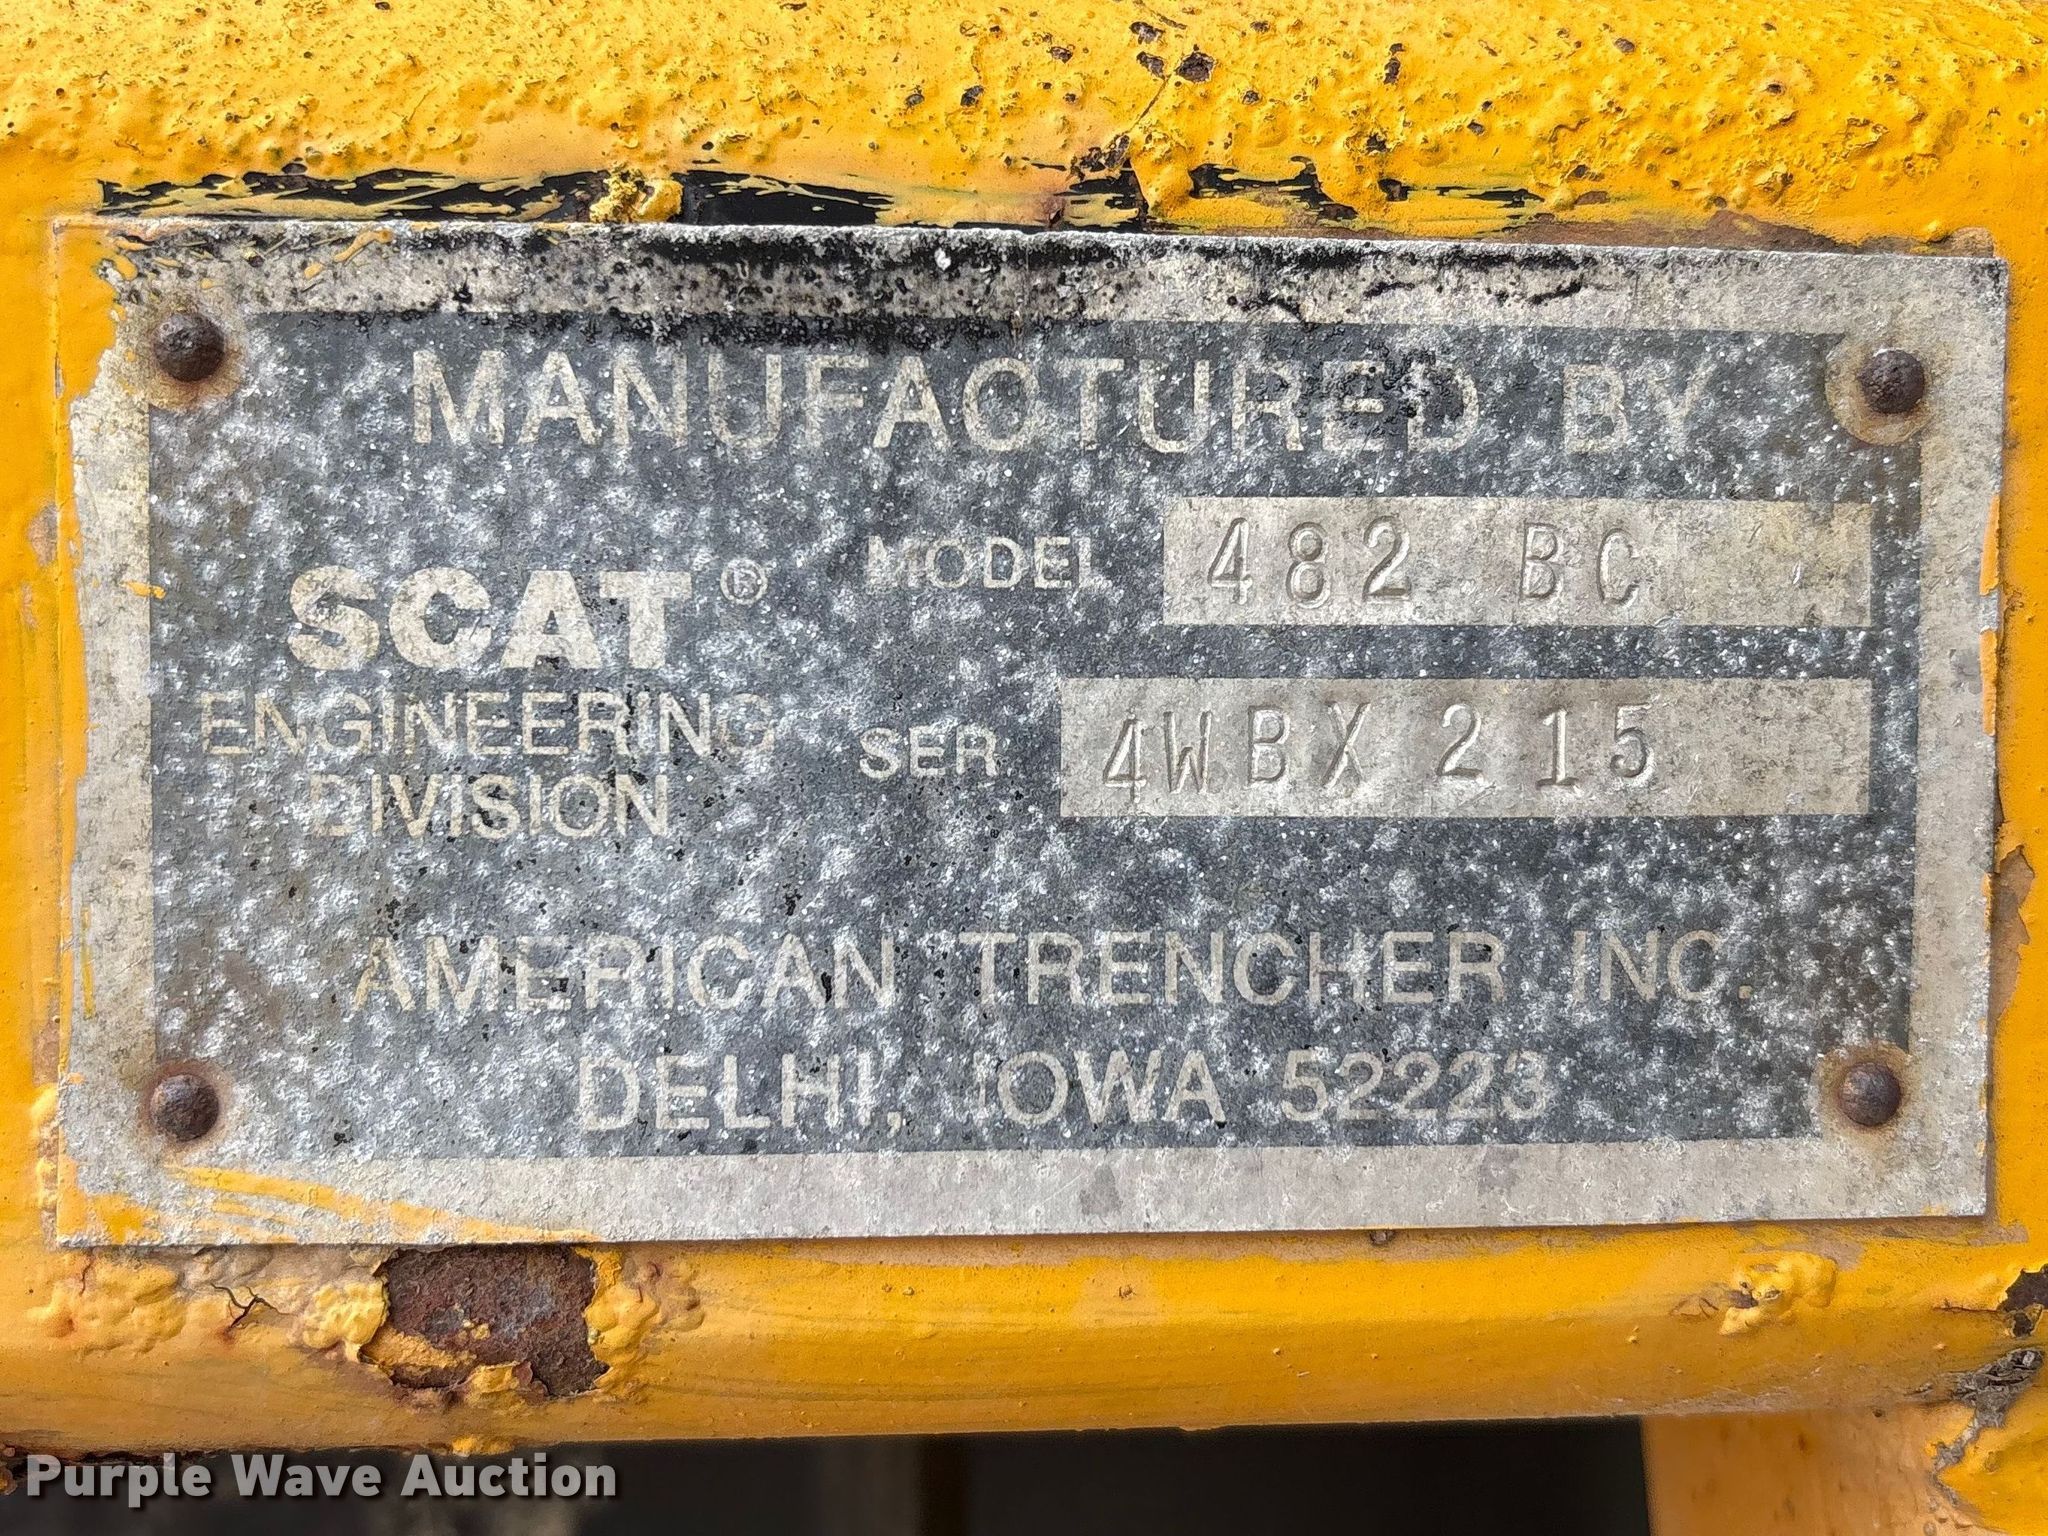 MANUFACTURED BY
MODEL 482 BC
SCAT ®
ENGINEERING
DIVISION
SER 4WBX 215
AMERICAN TRENCHER INC.
DELHI, IOWA 52223
Purple Wave Auction